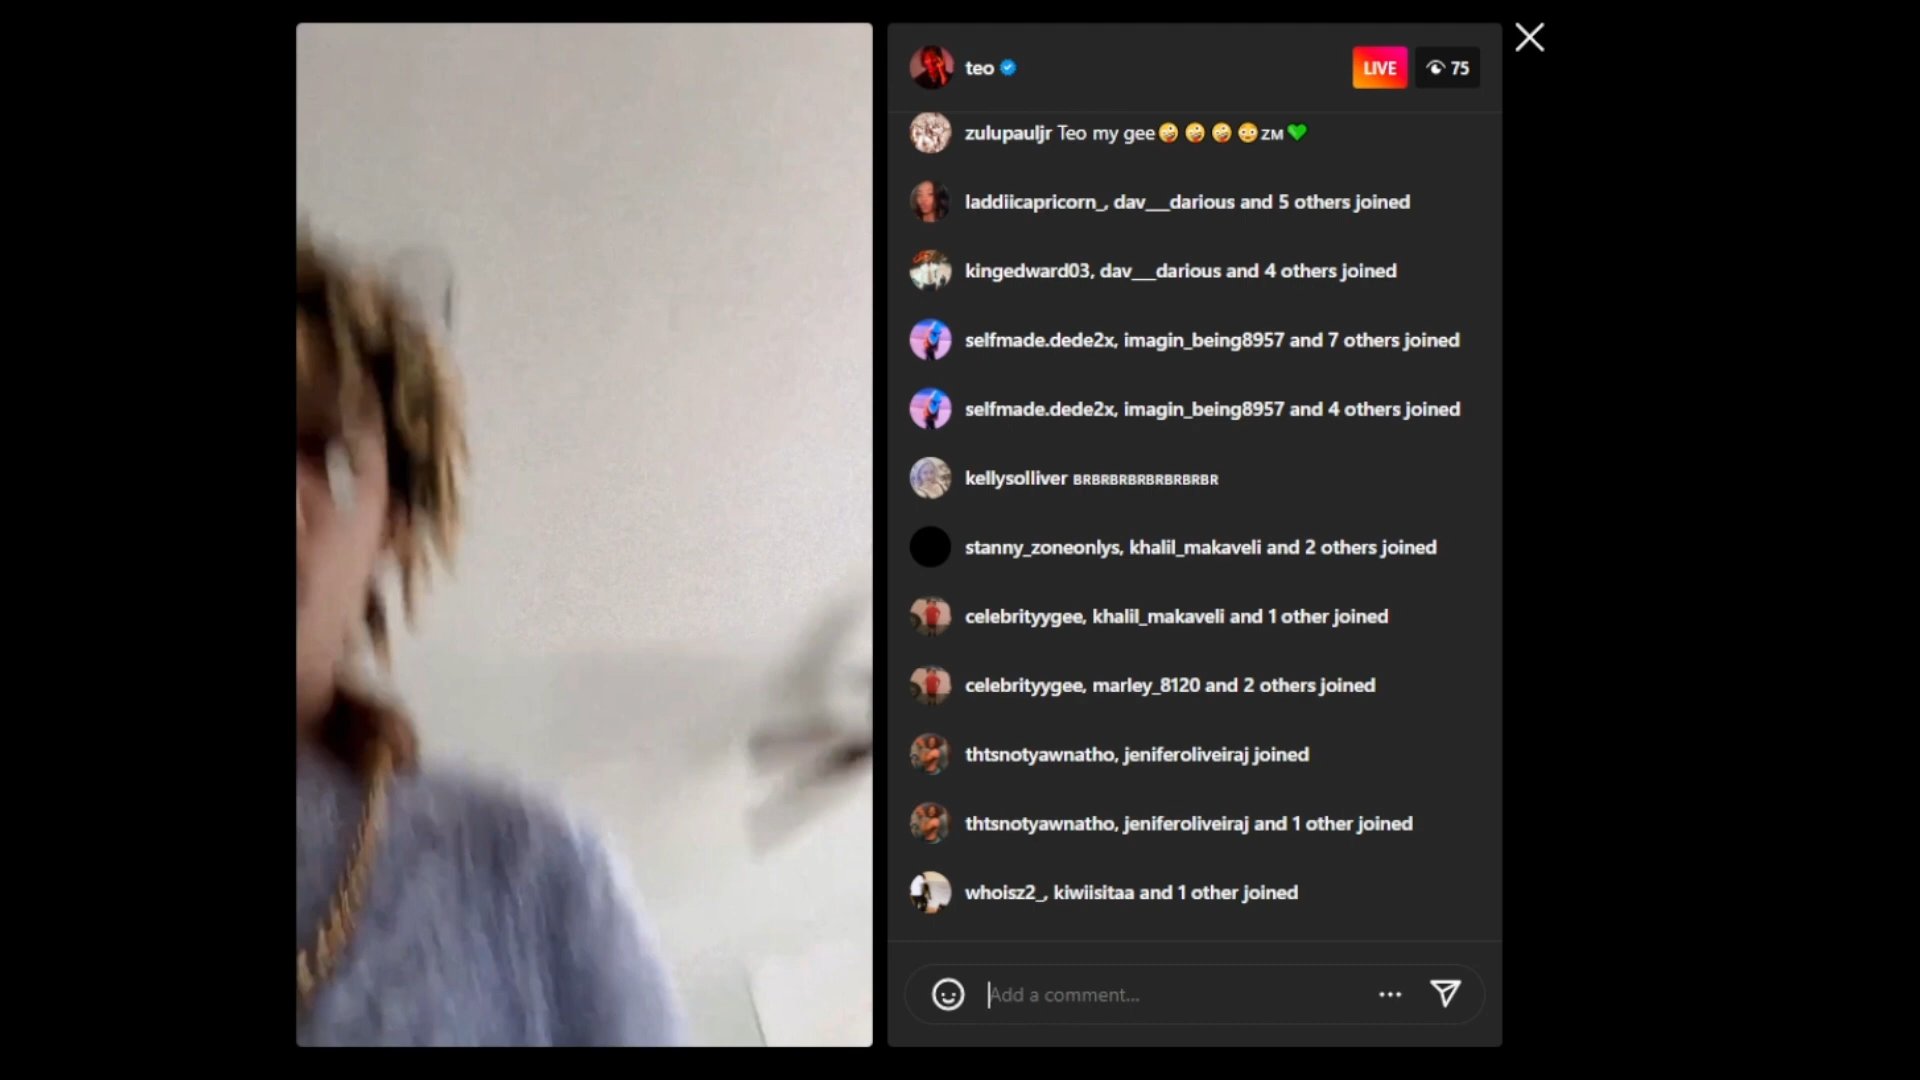 teo
LIVE 75
zulupauljr Teo my gee🤪🤪🤪😳ZM💚
laddiicapricorn_, dav___darious and 5 others joined
kingedward03, dav___darious and 4 others joined
selfmade.dede2x, imagin_being8957 and 7 others joined
selfmade.dede2x, imagin_being8957 and 4 others joined
kellysolliver BRBRBRBRBRBRBRBR
stanny_zoneonlys, khalil_makaveli and 2 others joined
celebrityygee, khalil_makaveli and 1 other joined
celebrityygee, marley_8120 and 2 others joined
thtsnotyawnatho, jeniferoliveiraj joined
thtsnotyawnatho, jeniferoliveiraj and 1 other joined
whoisz2_, kiwiisitaa and 1 other joined
Add a comment...